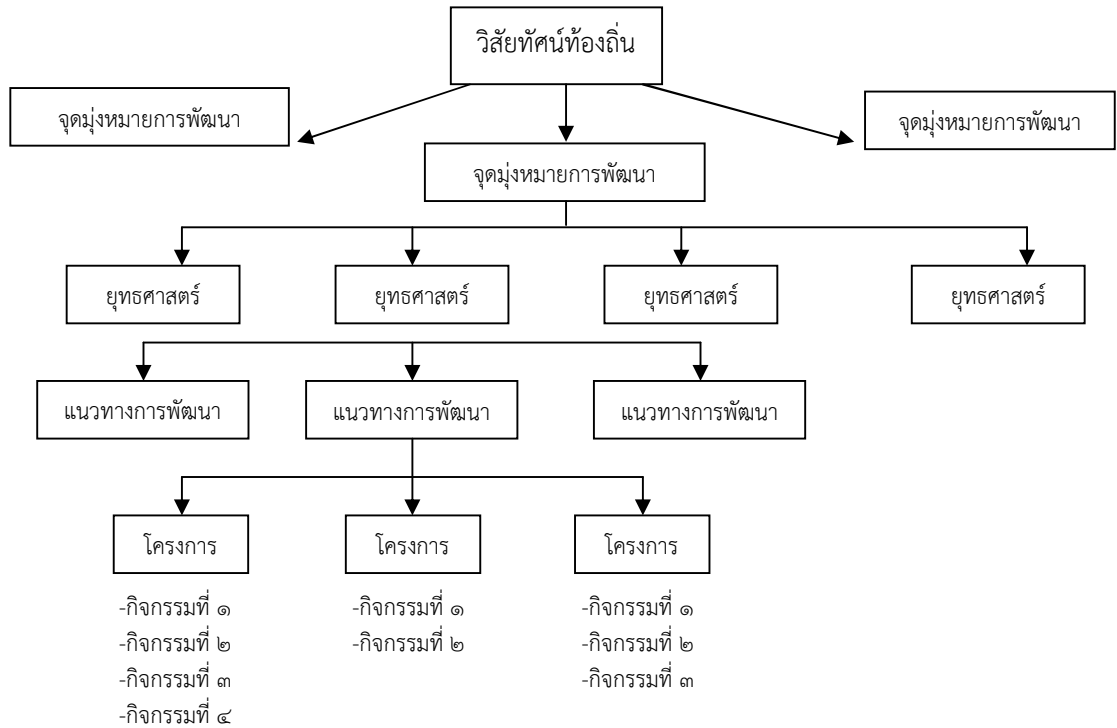 วิสัยทัศน์ท้องถิ่น
จุดมุ่งหมายการพัฒนา
จุดมุ่งหมายการพัฒนา
จุดมุ่งหมายการพัฒนา
ยุทธศาสตร์
ยุทธศาสตร์
ยุทธศาสตร์
ยุทธศาสตร์
แนวทางการพัฒนา
แนวทางการพัฒนา
แนวทางการพัฒนา
โครงการ
-กิจกรรมที่ ๑
-กิจกรรมที่ ๒
-กิจกรรมที่ ๓
-กิจกรรมที่ ๔
โครงการ
-กิจกรรมที่ ๑
-กิจกรรมที่ ๒
โครงการ
-กิจกรรมที่ ๑
-กิจกรรมที่ ๒
-กิจกรรมที่ ๓